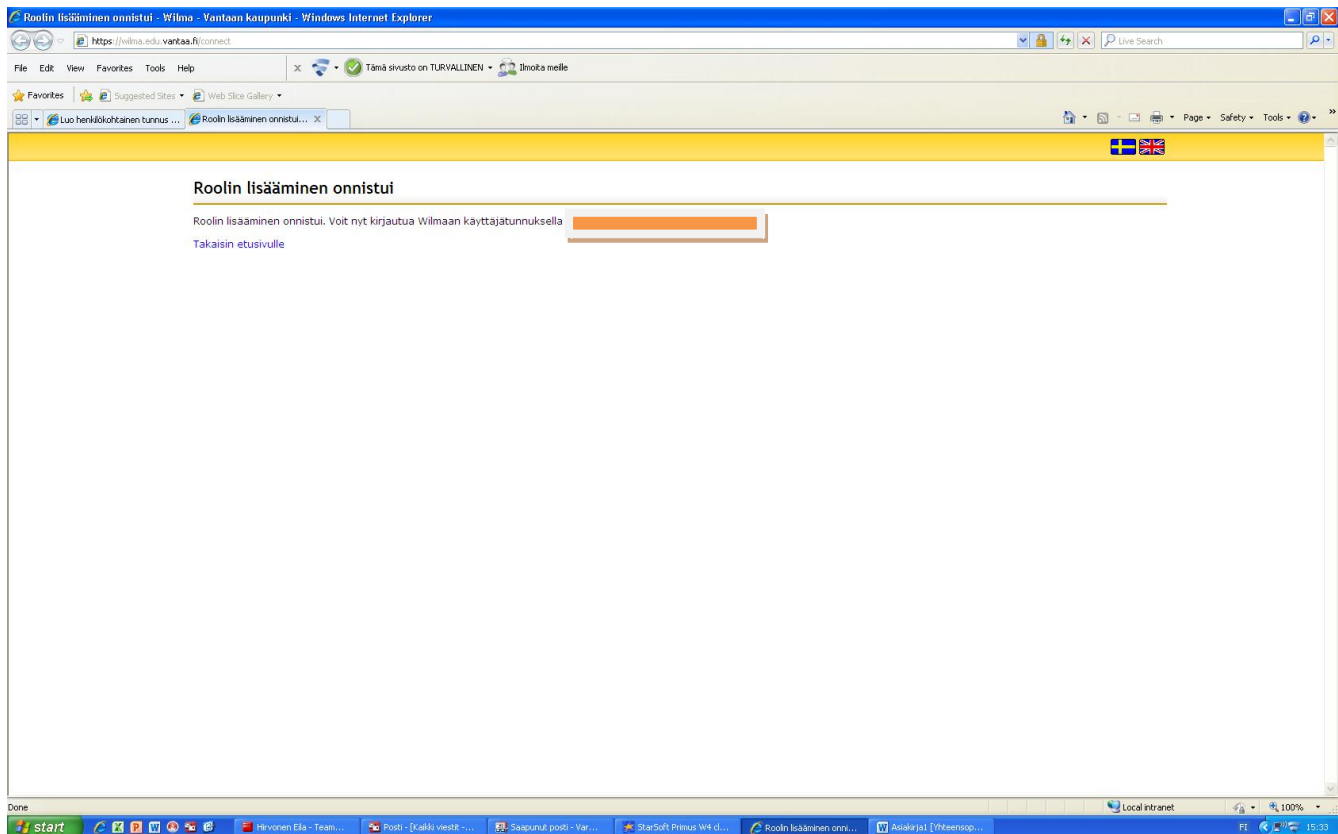 Roolin lisääminen onnistui - Wilma - Vantaan kaupunki - Windows Internet Explorer
https://wilma.edu.vantaa.fi/connect
Live Search
File Edit View Favorites Tools Help
x
Tämä sivusto on TURVALLINEN
Ilmoita meille
Favorites
Suggested Sites
Web Slice Gallery
Luo henkilökohtainen tunnus ...
Roolin lisääminen onnistui... X
Page Safety Tools »
Roolin lisääminen onnistui
Roolin lisääminen onnistui. Voit nyt kirjautua Wilmaan käyttäjätunnuksella
Takaisin etusivulle
Done
Local intranet
100%
start
Hirvonen Eila - Team...
Posti - [Kaikki viestit -...
Saapunut posti - Var...
StarSoft Primus W4 cl...
Roolin lisääminen onni...
Asiakirja1 [Yhteensop...
FI
15:33